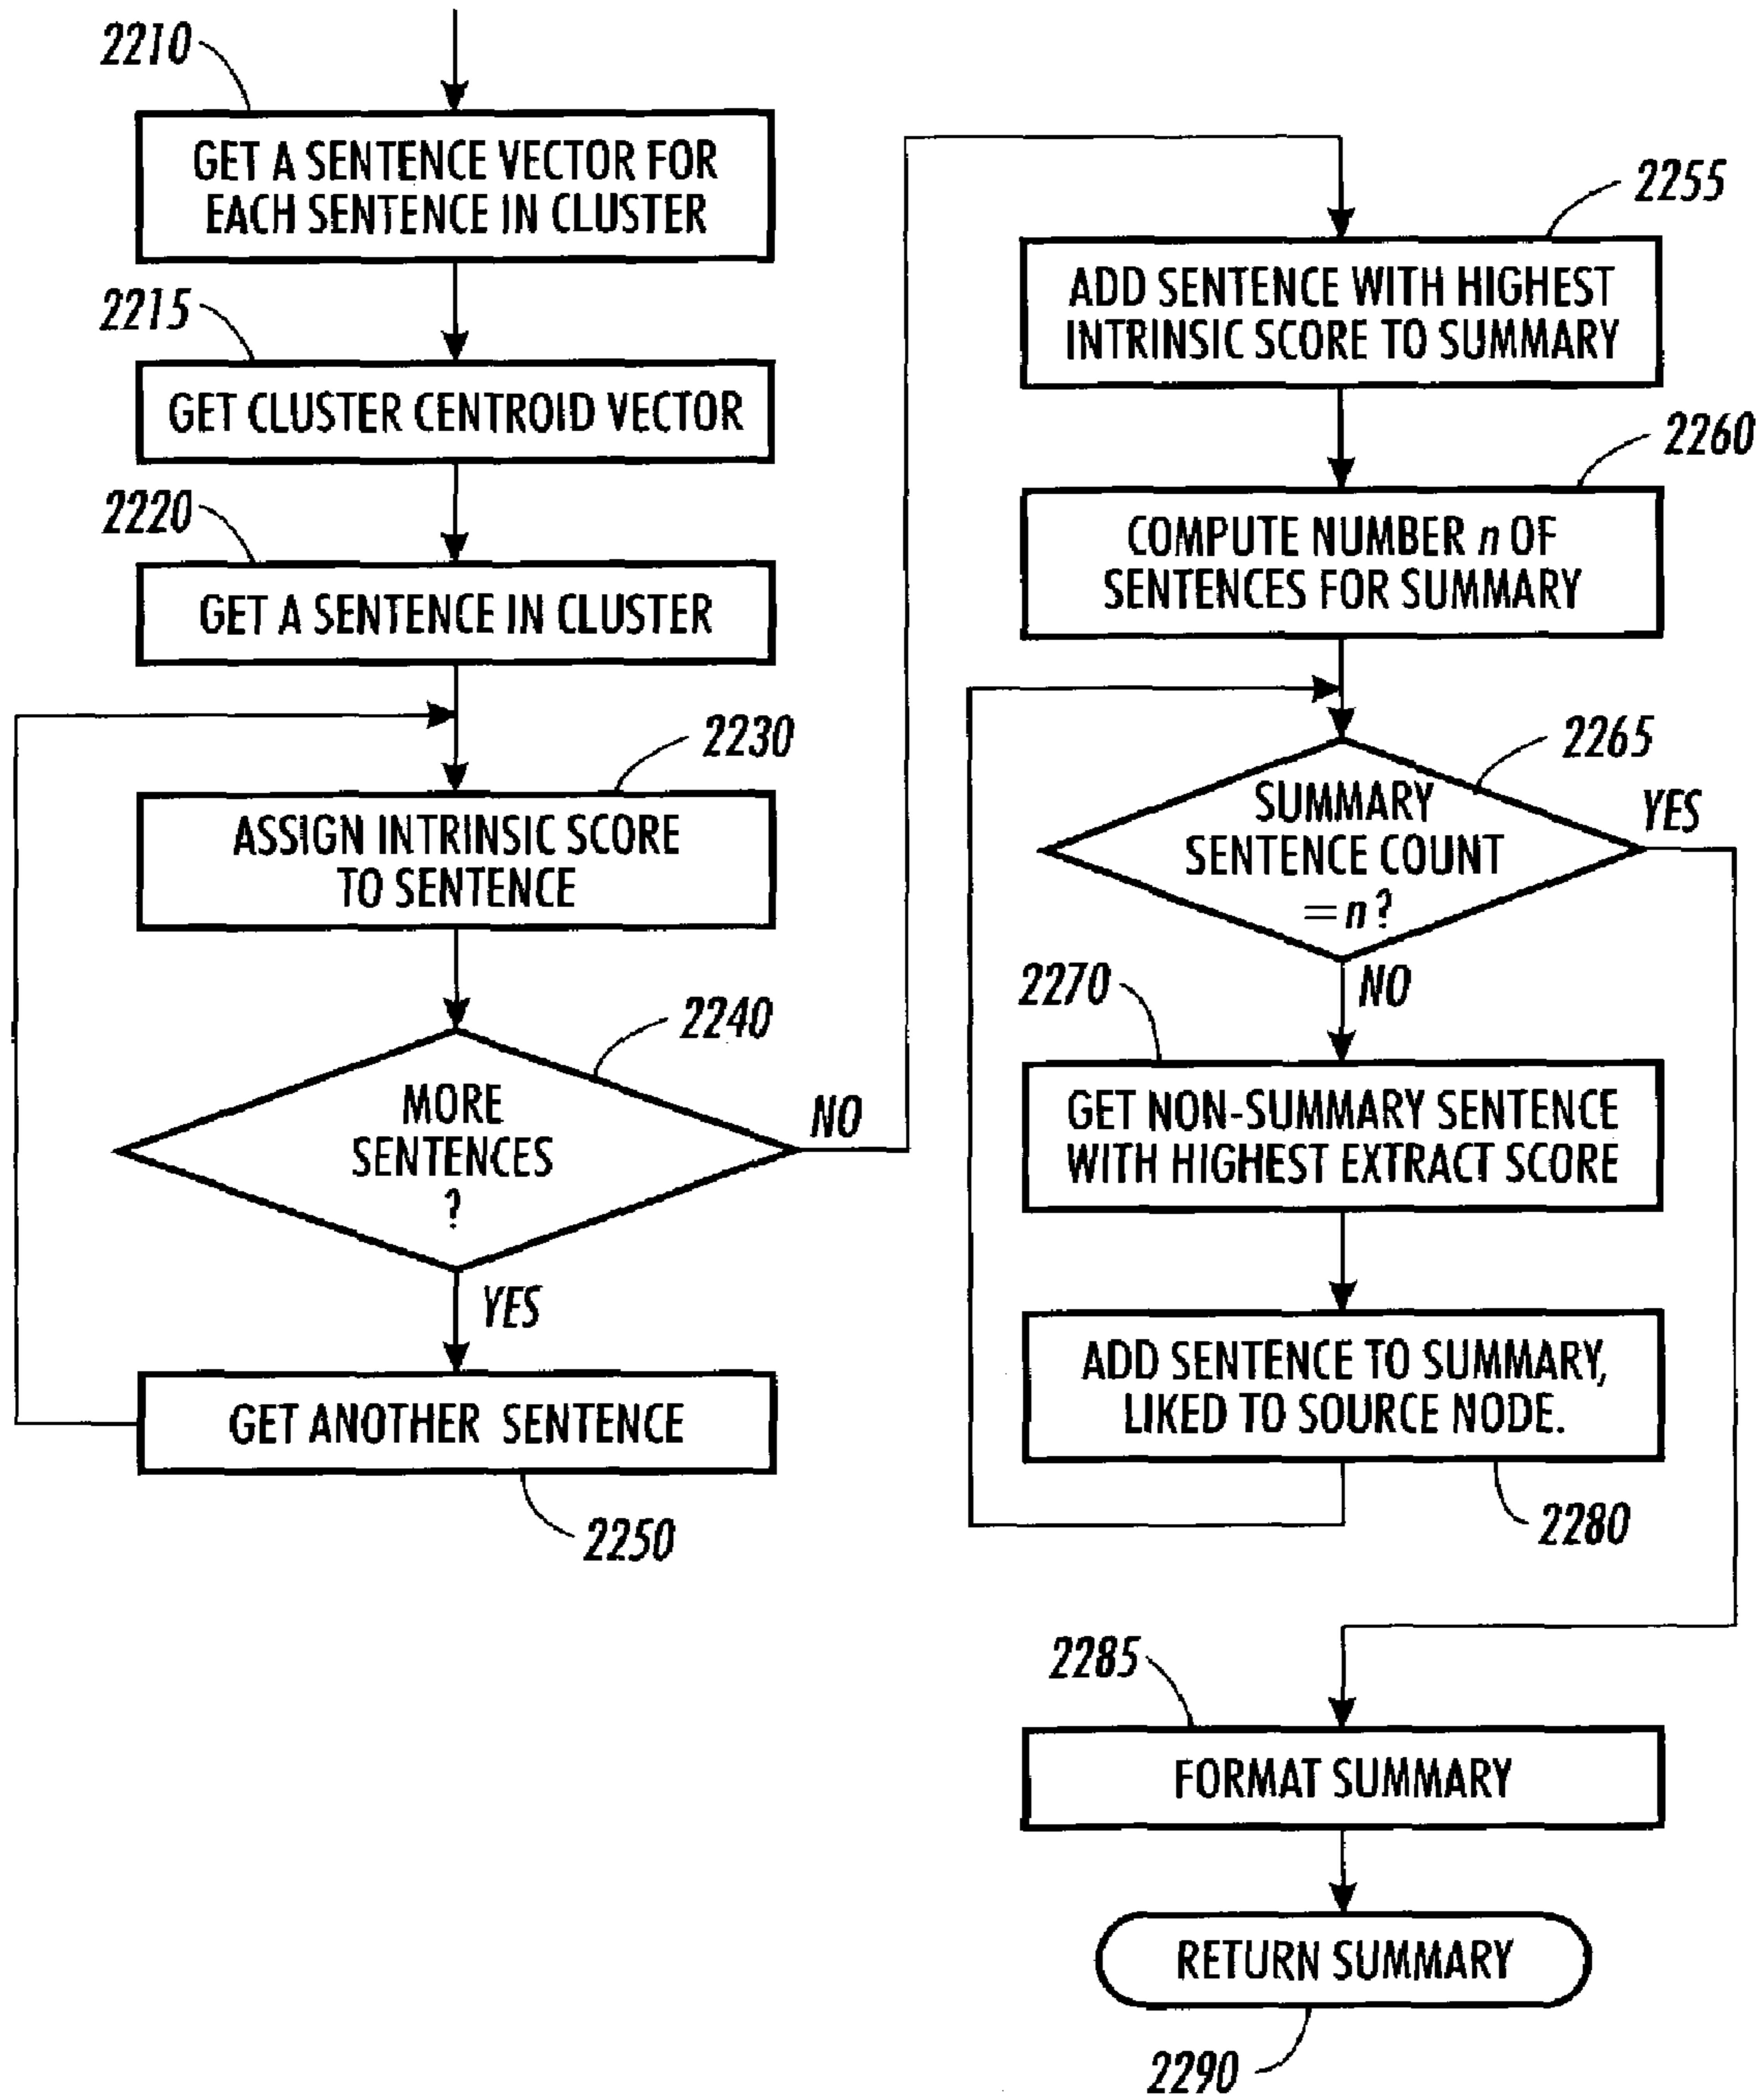 2210
GET A SENTENCE VECTOR FOR
EACH SENTENCE IN CLUSTER
2215
GET CLUSTER CENTROID VECTOR
2220
GET A SENTENCE IN CLUSTER
2230
ASSIGN INTRINSIC SCORE
TO SENTENCE
2240
MORE
SENTENCES
?
NO
YES
GET ANOTHER SENTENCE
2250
2255
ADD SENTENCE WITH HIGHEST
INTRINSIC SCORE TO SUMMARY
2260
COMPUTE NUMBER n OF
SENTENCES FOR SUMMARY
2265
SUMMARY
SENTENCE COUNT
= n ?
YES
NO
2270
GET NON-SUMMARY SENTENCE
WITH HIGHEST EXTRACT SCORE
ADD SENTENCE TO SUMMARY,
LIKED TO SOURCE NODE.
2280
2285
FORMAT SUMMARY
RETURN SUMMARY
2290